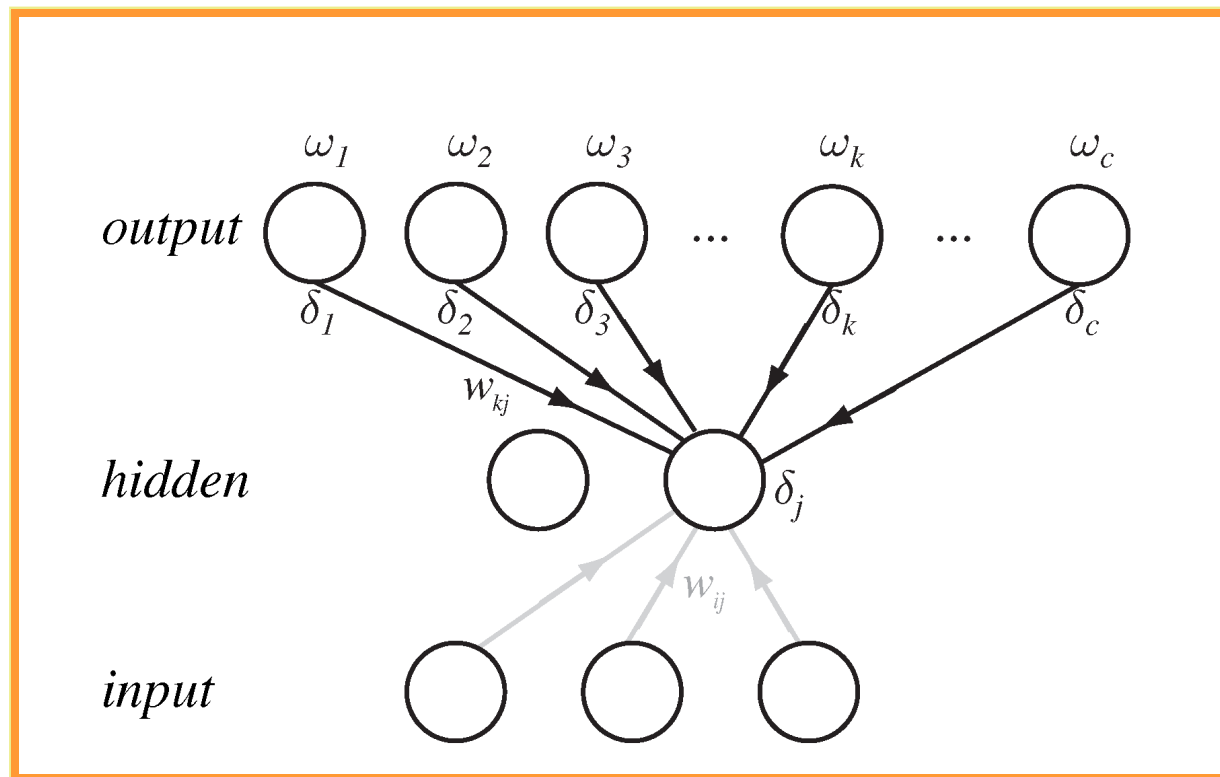 ω1 ω2 ω3 ωk ωc
output ... ...
δ1 δ2 δ3 δk δc
wkj
hidden δj
wij
input